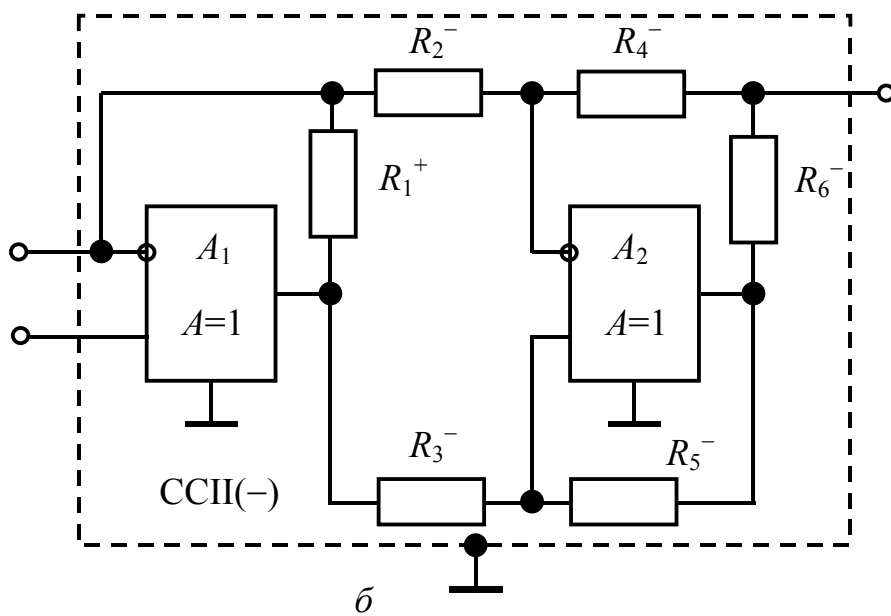 R₂⁻
R₄⁻
R₁⁺
R₆⁻
A₁
A₂
A=1
A=1
R₃⁻
R₅⁻
CCII(−)
б